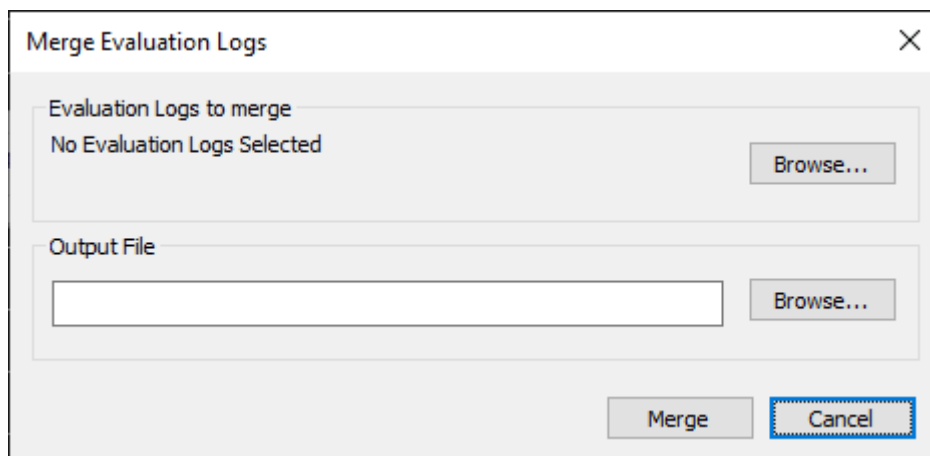 Merge Evaluation Logs
Evaluation Logs to merge
No Evaluation Logs Selected
Browse...
Output File
Browse...
Merge Cancel